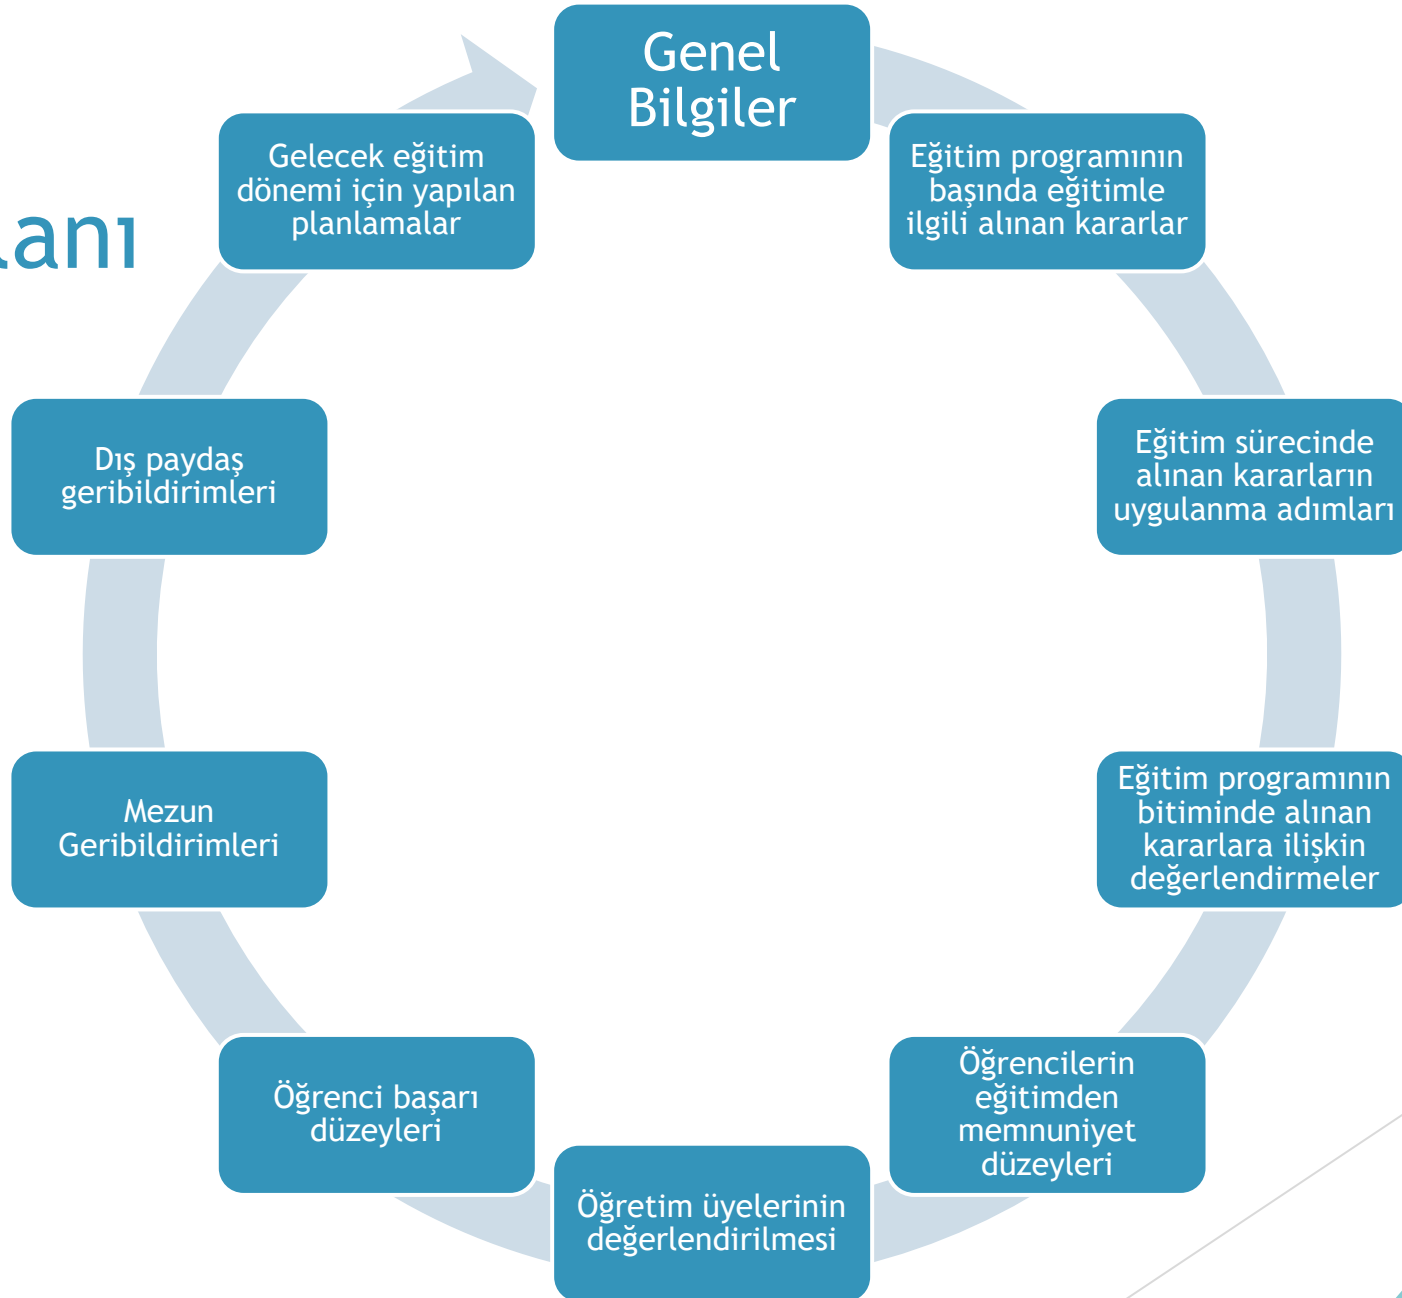 Genel
Bilgiler
Eğitim programının
başında eğitimle
ilgili alınan kararlar
Eğitim sürecinde
alınan kararların
uygulanma adımları
Eğitim programının
bitiminde alınan
kararlara ilişkin
değerlendirmeler
Öğrencilerin
eğitimden
memnuniyet
düzeyleri
Öğretim üyelerinin
değerlendirilmesi
Öğrenci başarı
düzeyleri
Mezun
Geribildirimleri
Dış paydaş
geribildirimleri
Gelecek eğitim
dönemi için yapılan
planlamalar